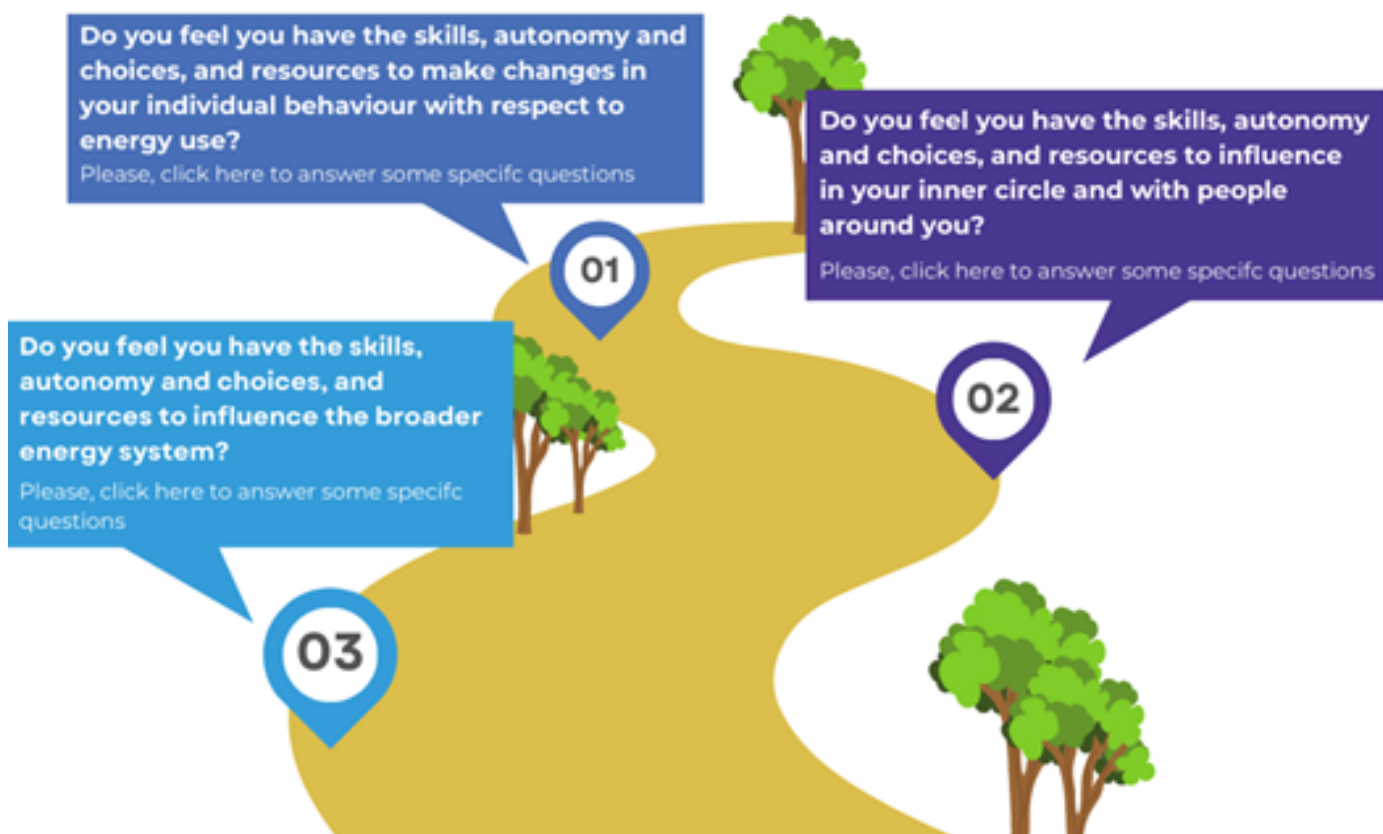 Do you feel you have the skills, autonomy and
choices, and resources to make changes in
your individual behaviour with respect to
energy use?
Please, click here to answer some specifc questions
01
Do you feel you have the skills, autonomy
and choices, and resources to influence
in your inner circle and with people
around you?
Please, click here to answer some specifc questions
02
Do you feel you have the skills,
autonomy and choices, and
resources to influence the broader
energy system?
Please, click here to answer some specifc
questions
03